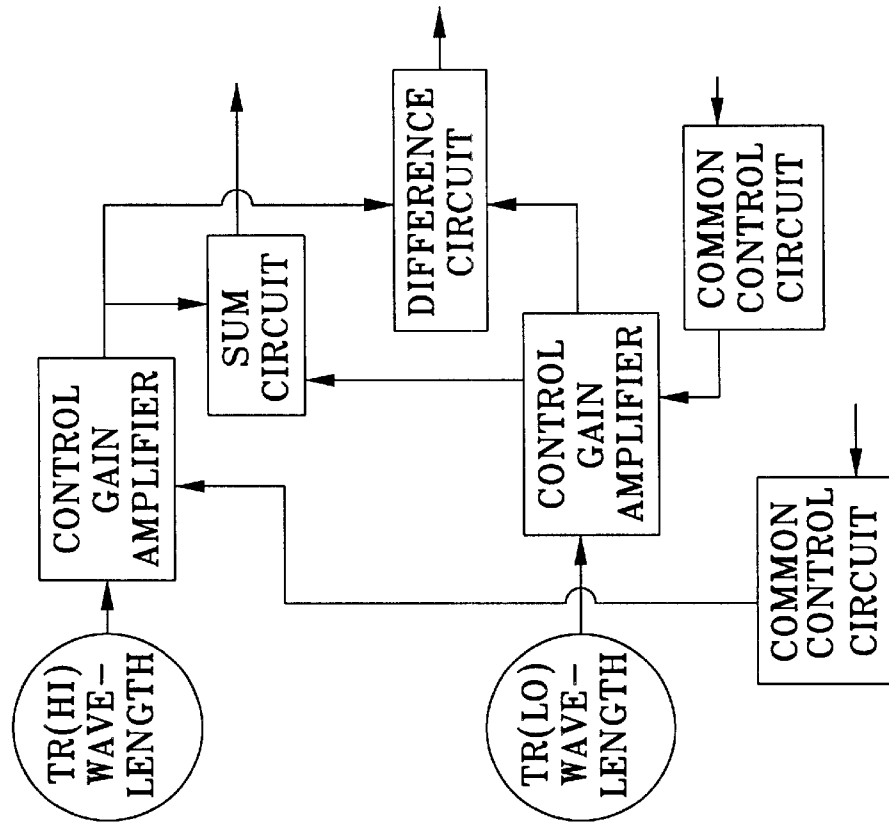 TR(HI)
WAVE-
LENGTH
CONTROL
GAIN
AMPLIFIER
SUM
CIRCUIT
DIFFERENCE
CIRCUIT
TR(LO)
WAVE-
LENGTH
CONTROL
GAIN
AMPLIFIER
COMMON
CONTROL
CIRCUIT
COMMON
CONTROL
CIRCUIT